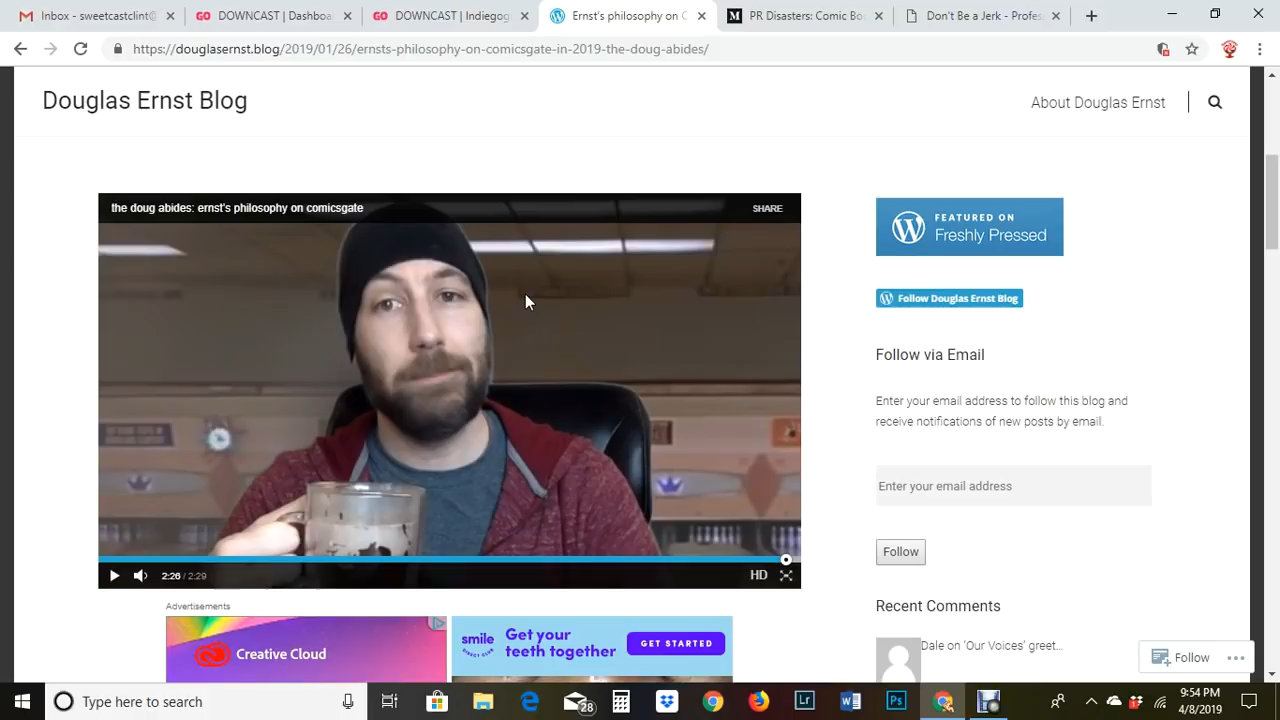 Inbox - sweetcastclint@
DOWNCAST | Dashboa
DOWNCAST | Indiegog
Ernst's philosophy on C
PR Disasters: Comic Bo
Don't Be a Jerk - Profes
https://douglasernst.blog/2019/01/26/ernsts-philosophy-on-comicsgate-in-2019-the-doug-abides/
Douglas Ernst Blog
About Douglas Ernst
the doug abides: ernst's philosophy on comicsgate
SHARE
2:26 / 2:29
HD
Advertisements
Creative Cloud
smile
DIRECT CLUB
Get your
teeth together
GET STARTED
FEATURED ON
Freshly Pressed
Follow Douglas Ernst Blog
Follow via Email
Enter your email address to follow this blog and
receive notifications of new posts by email.
Enter your email address
Follow
Recent Comments
Dale on 'Our Voices' greet...
Follow
Type here to search
28
Lr
Ps
9:54 PM
4/8/2019